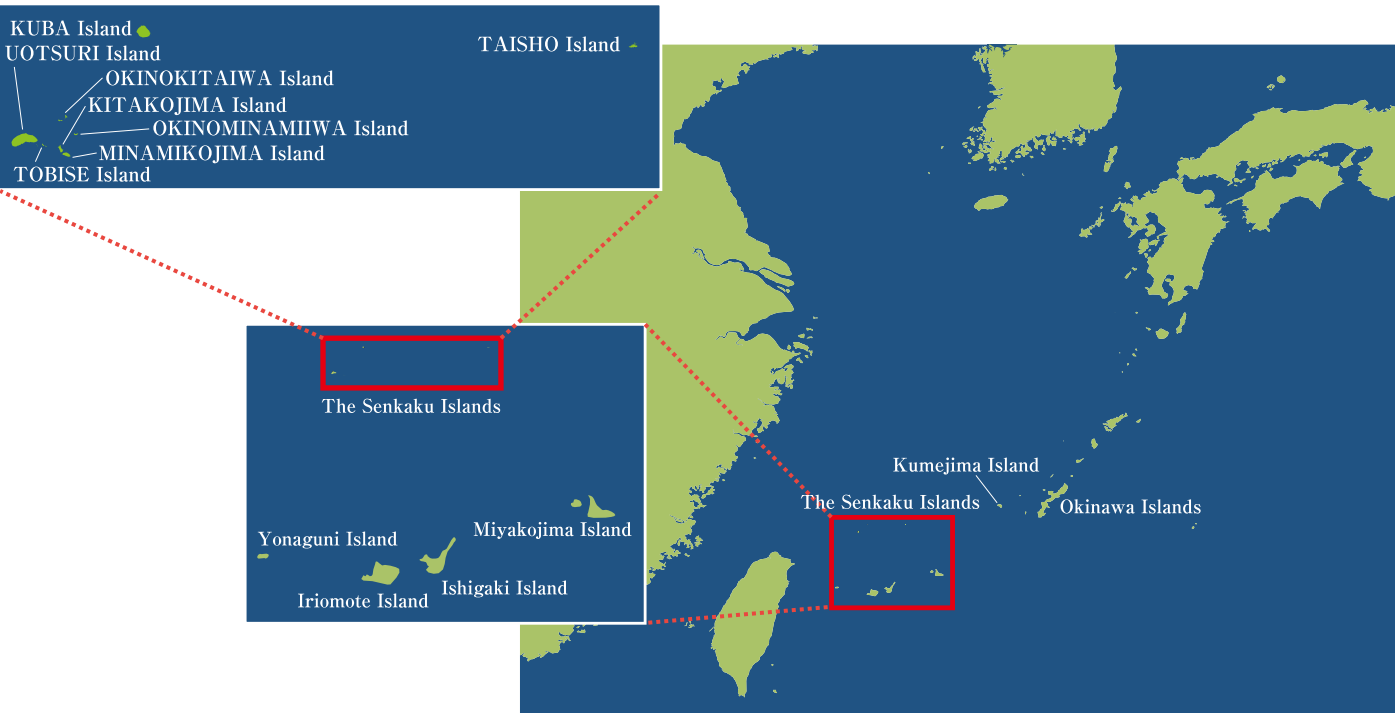 KUBA Island
UOTSURI Island
TAISHO Island
OKINOKITAIWA Island
KITAKOJIMA Island
OKINOMINAMIIWA Island
MINAMIKOJIMA Island
TOBISE Island
The Senkaku Islands
Miyakojima Island
Yonaguni Island
Ishigaki Island
Iriomote Island
Kumejima Island
The Senkaku Islands
Okinawa Islands